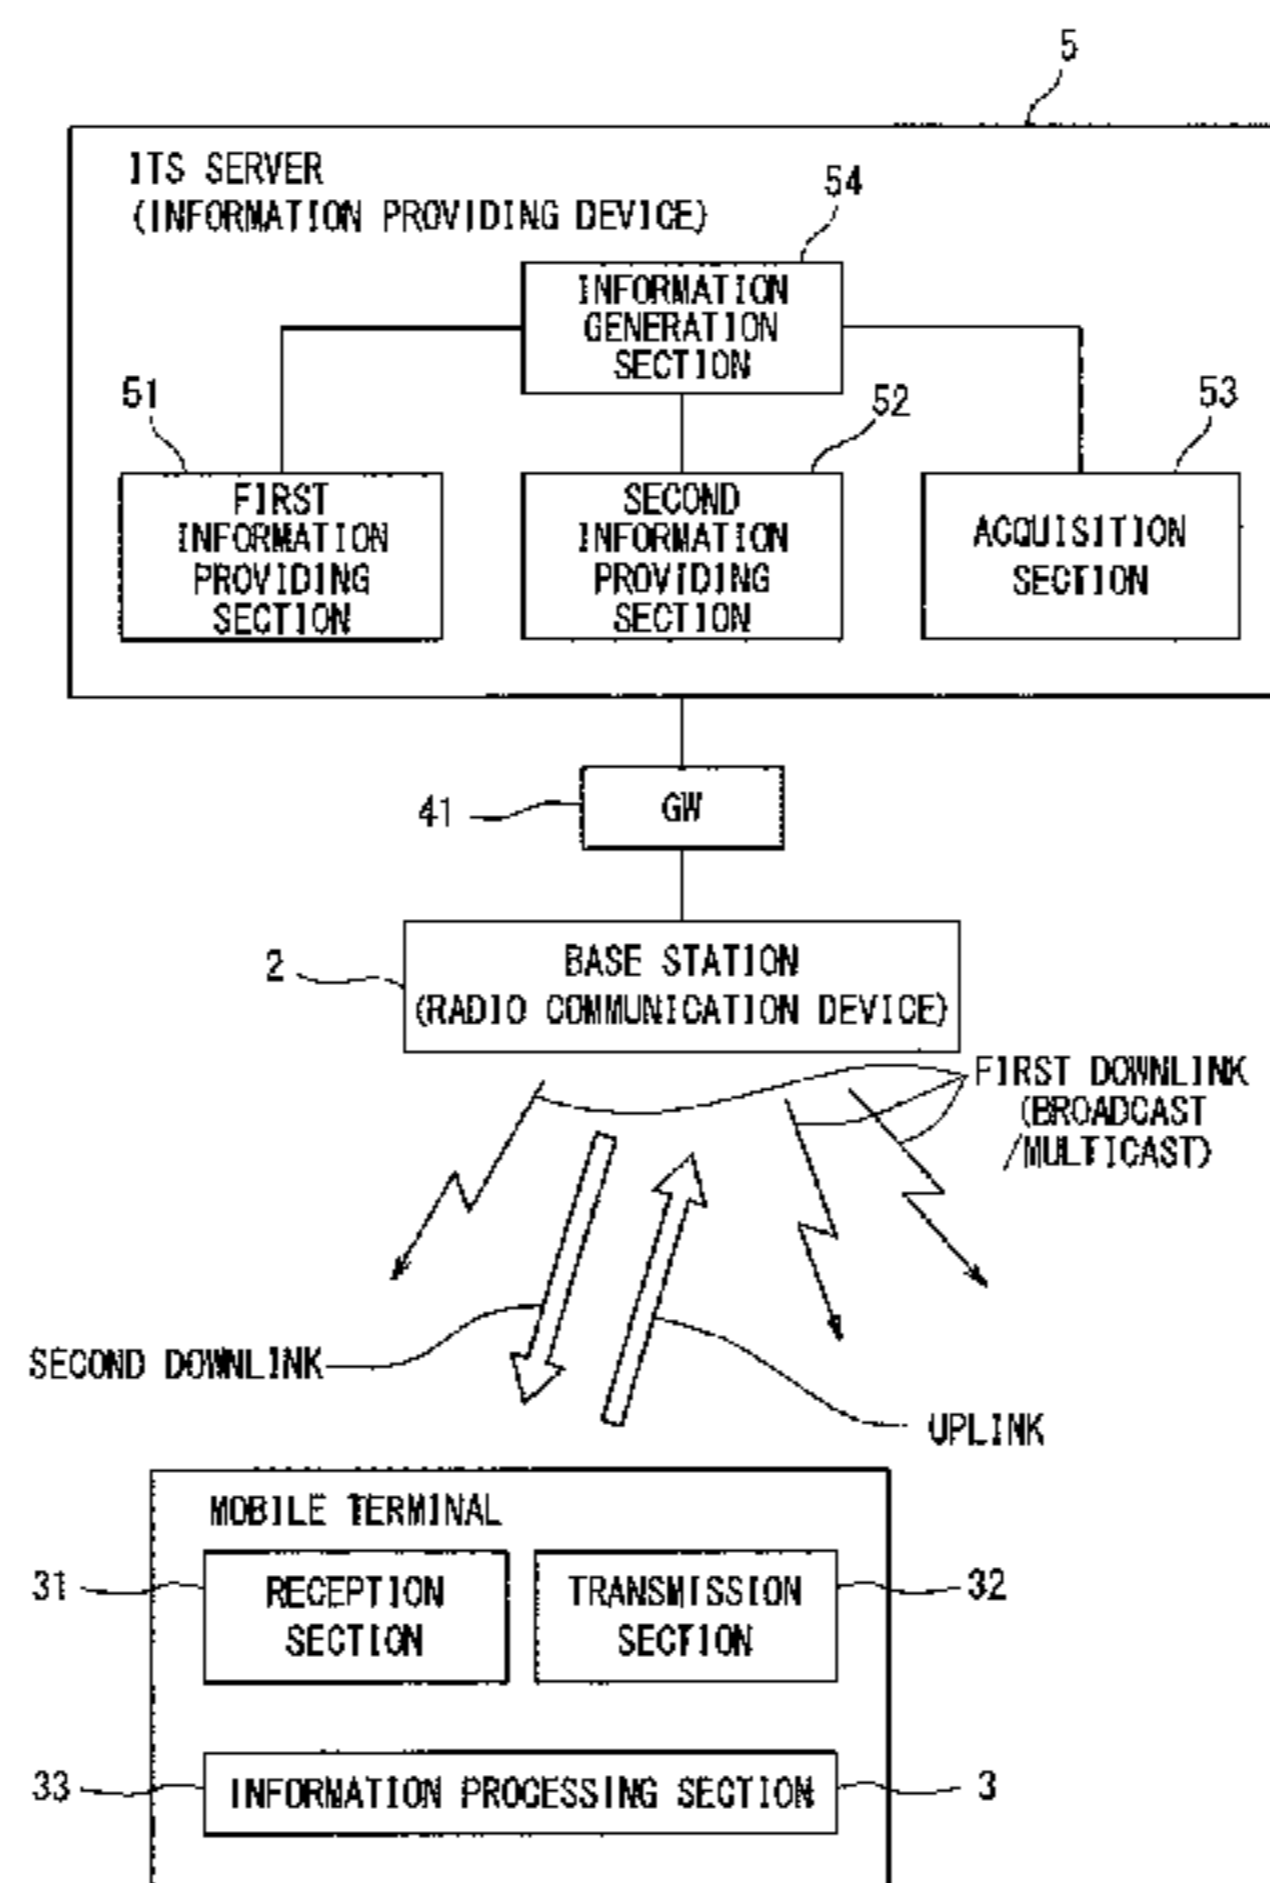 5
ITS SERVER
(INFORMATION PROVIDING DEVICE)
54
INFORMATION
GENERATION
SECTION
51
52
53
FIRST
INFORMATION
PROVIDING
SECTION
SECOND
INFORMATION
PROVIDING
SECTION
ACQUISITION
SECTION
41
GW
2
BASE STATION
(RADIO COMMUNICATION DEVICE)
FIRST DOWNLINK
(BROADCAST
/MULTICAST)
SECOND DOWNLINK
UPLINK
MOBILE TERMINAL
31
RECEPTION
SECTION
TRANSMISSION
SECTION
32
33
INFORMATION PROCESSING SECTION
3